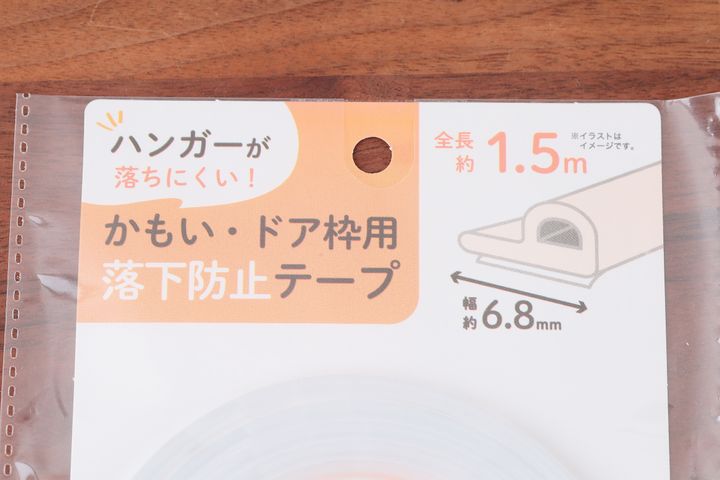 ハンガーが
落ちにくい！
かもい・ドア枠用
落下防止テープ
全長
約
1.5m
※イラストは
イメージです。
幅
約
6.8mm